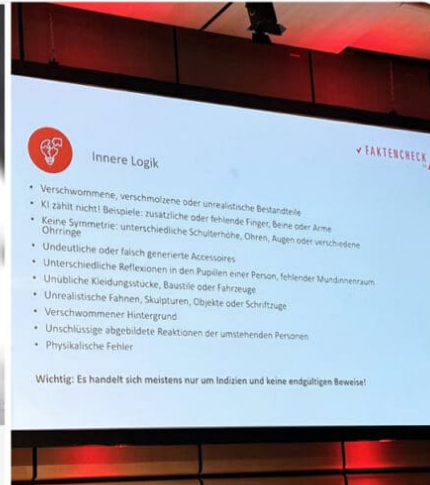 Innere Logik
✓ FAKTENCHECK
• Verschwommene, verschmolzene oder unrealistische Bestandteile
• KI zählt nicht! Beispiele: zusätzliche oder fehlende Finger, Beine oder Arme
• Keine Symmetrie: unterschiedliche Schulterhöhe, Ohren, Augen oder verschiedene
Ohrringe
• Undeutliche oder falsch generierte Accessoires
• Unterschiedliche Reflexionen in den Pupillen einer Person, fehlender Mundinnenraum
• Unübliche Kleidungsstücke, Baustile oder Fahrzeuge
• Unrealistische Fahnen, Skulpturen, Objekte oder Schriftzüge
• Verschwommener Hintergrund
• Unschlüssige abgebildete Reaktionen der umstehenden Personen
• Physikalische Fehler
Wichtig: Es handelt sich meistens nur um Indizien und keine endgültigen Beweise!